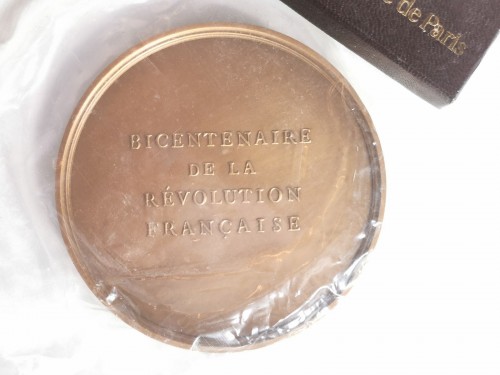 de Paris
BICENTENAIRE
DE LA
RÉVOLUTION
FRANÇAISE